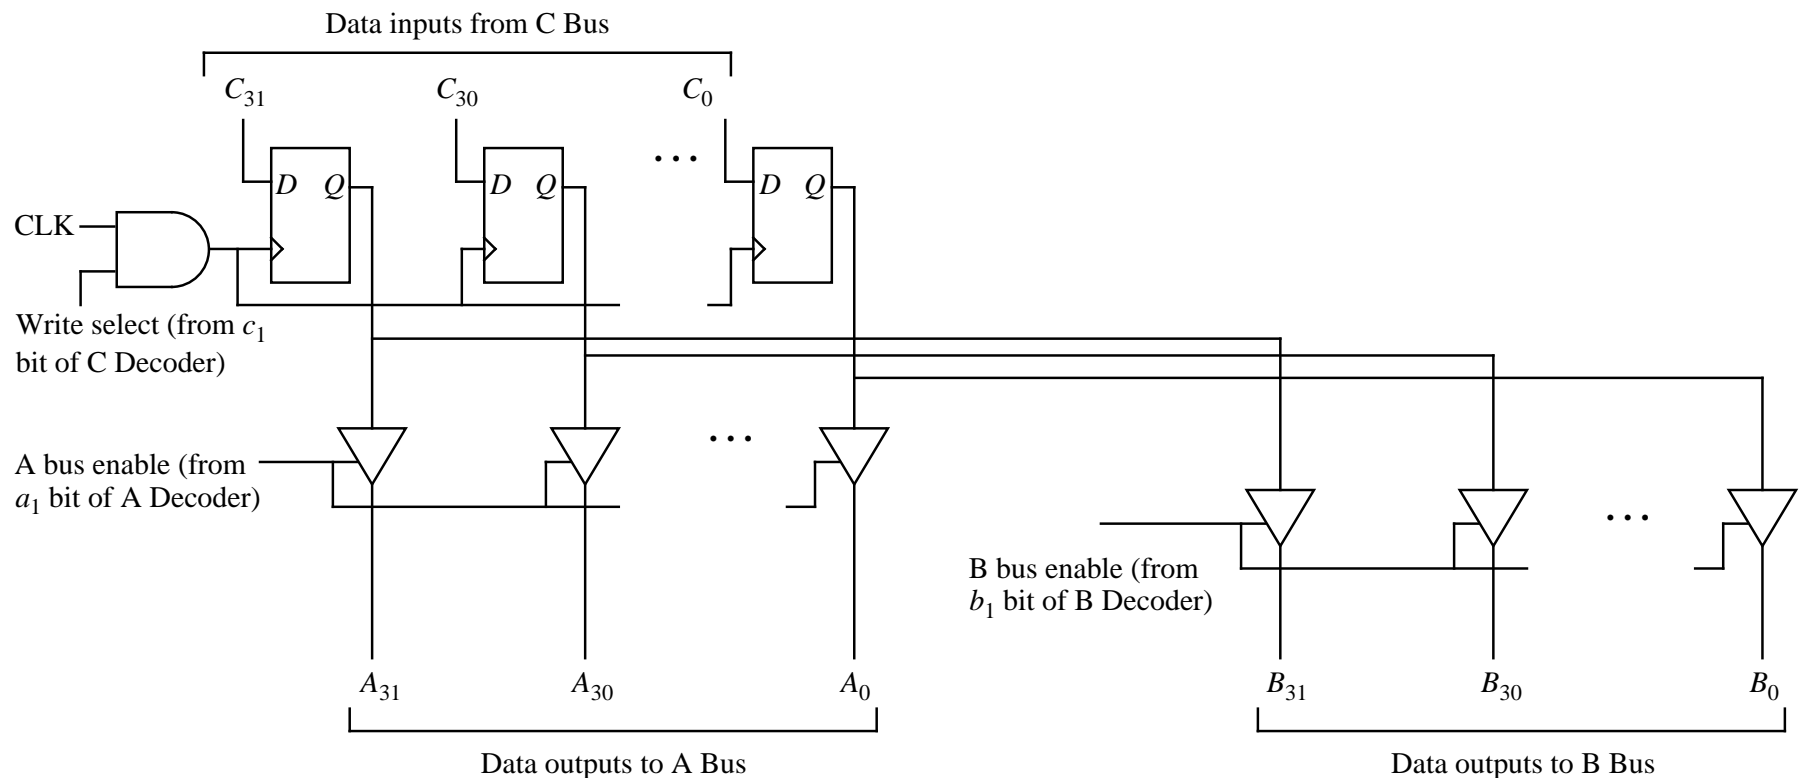 Data inputs from C Bus
C31 C30 C0
...
D Q D Q D Q
CLK
Write select (from c1
bit of C Decoder)
...
A bus enable (from
a1 bit of A Decoder)
...
B bus enable (from
b1 bit of B Decoder)
A31 A30 A0 B31 B30 B0
Data outputs to A Bus Data outputs to B Bus